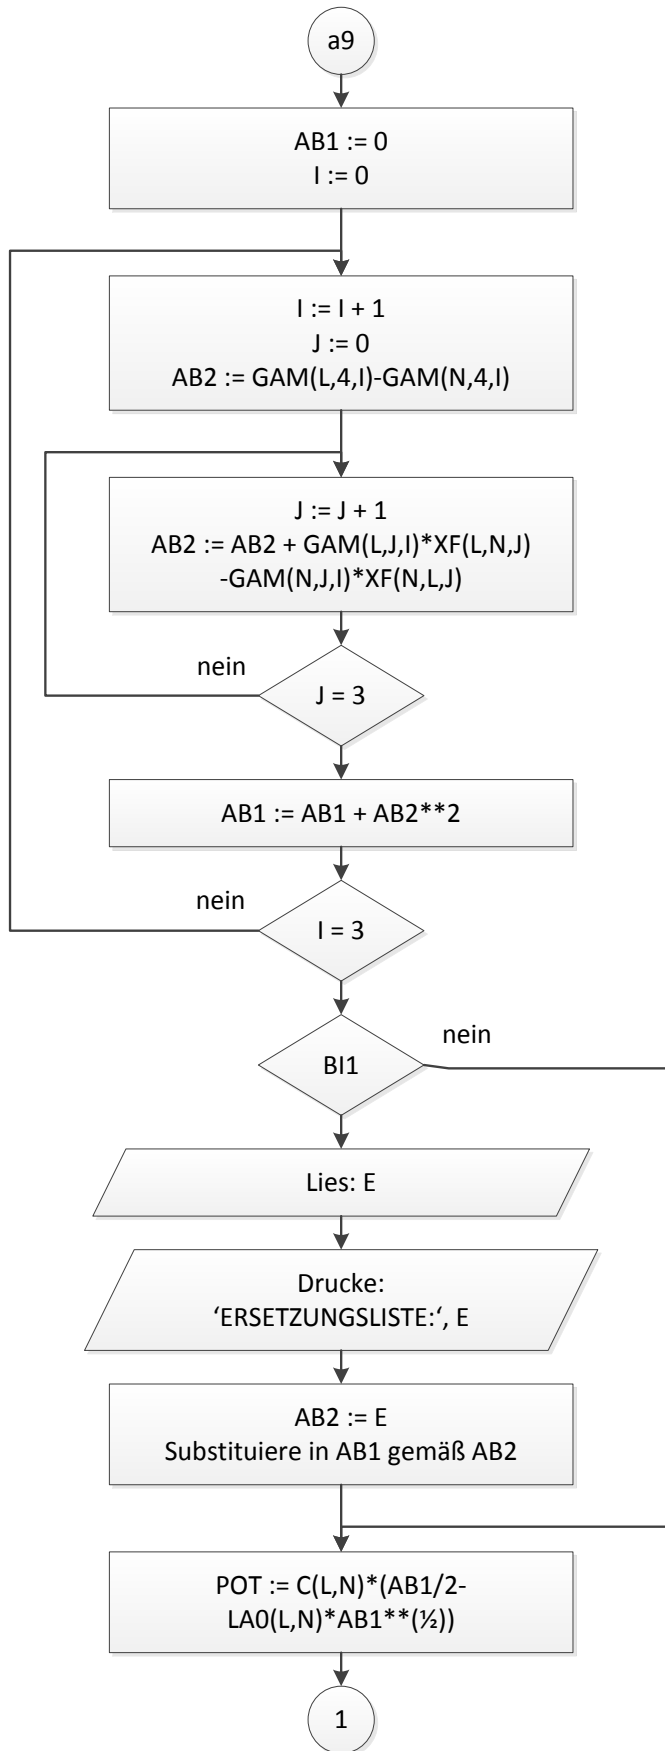 a9
AB1 := 0
I := 0
I := I + 1
J := 0
AB2 := GAM(L,4,I)-GAM(N,4,I)
J := J + 1
AB2 := AB2 + GAM(L,J,I)*XF(L,N,J)
-GAM(N,J,I)*XF(N,L,J)
nein
J = 3
AB1 := AB1 + AB2**2
nein
I = 3
nein
BI1
Lies: E
Drucke:
‘ERSETZUNGSLISTE:‘, E
AB2 := E
Substituiere in AB1 gemäß AB2
POT := C(L,N)*(AB1/2-
LA0(L,N)*AB1**(½))
1